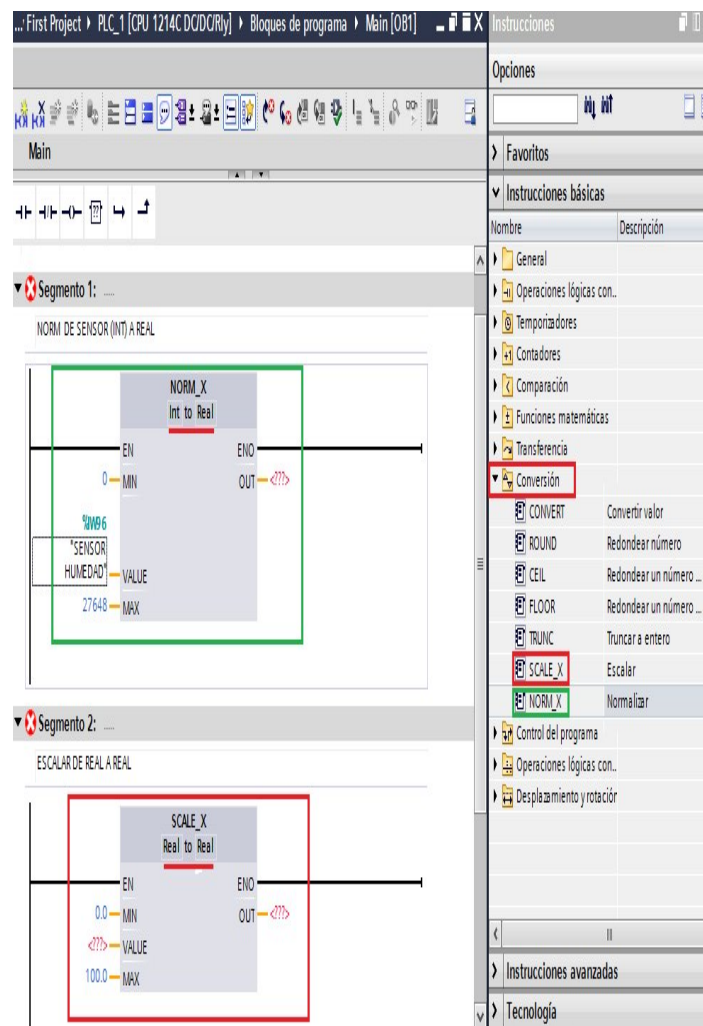 ...: First Project ▸ PLC_1 [CPU 1214C DC/DC/Rly] ▸ Bloques de programa ▸ Main [OB1]
Instrucciones
Opciones
Main
Favoritos
Instrucciones básicas
Nombre Descripción
General
Operaciones lógicas con..
Temporizadores
Contadores
Comparación
Funciones matemáticas
Transferencia
Conversión
CONVERT Convertir valor
ROUND Redondear número
CEIL Redondear un número ...
FLOOR Redondear un número ...
TRUNC Truncar a entero
SCALE_X Escalar
NORM_X Normalizar
Control del programa
Operaciones lógicas con..
Desplazamiento y rotación
Instrucciones avanzadas
Tecnología
Segmento 1: .....
NORM DE SENSOR (INT) A REAL
NORM_X
Int to Real
EN ENO
0 MIN OUT <???>
%IW96
"SENSOR
HUMEDAD" VALUE
27648 MAX
Segmento 2: .....
ESCALAR DE REAL A REAL
SCALE_X
Real to Real
EN ENO
0.0 MIN OUT <???>
<???> VALUE
100.0 MAX